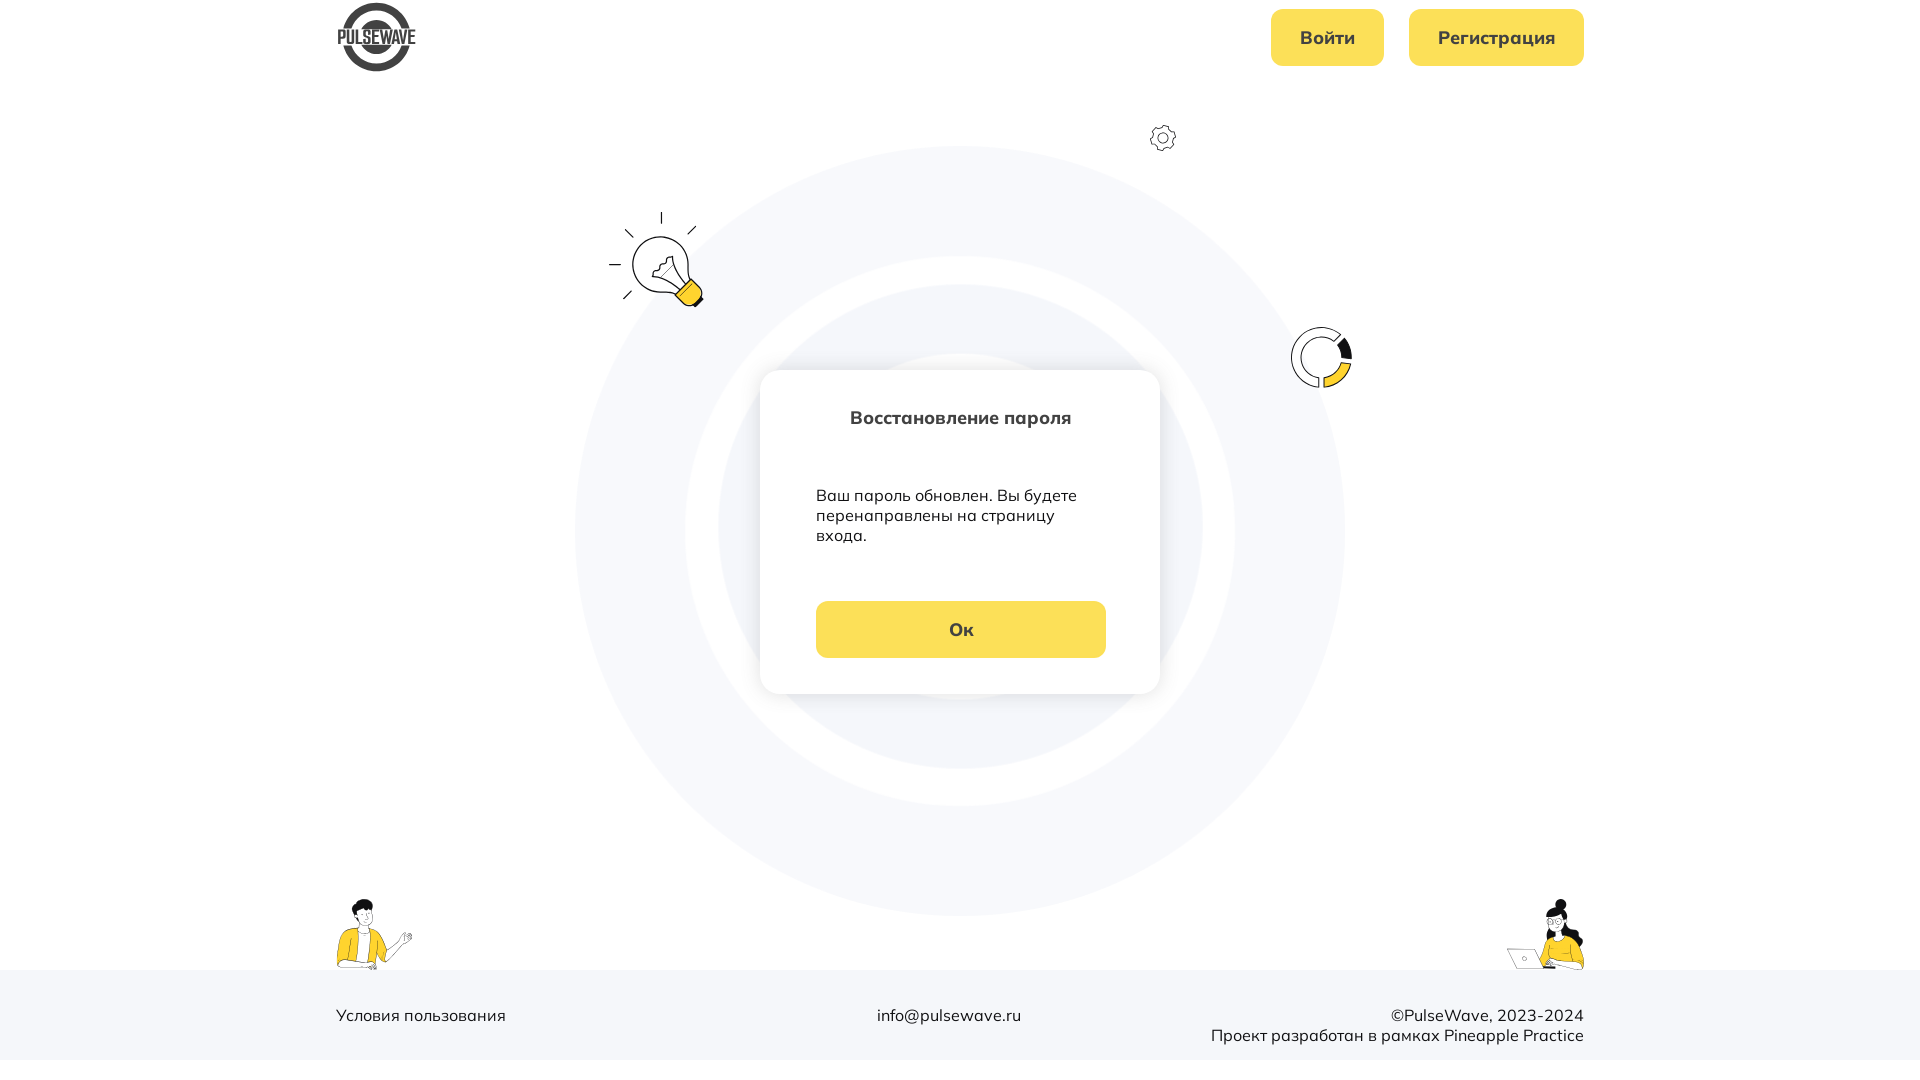 PULSEWAVE
Войти
Регистрация
Восстановление пароля
Ваш пароль обновлен. Вы будете
перенаправлены на страницу
входа.
Ок
Условия пользования
info@pulsewave.ru
©PulseWave, 2023-2024
Проект разработан в рамках Pineapple Practice